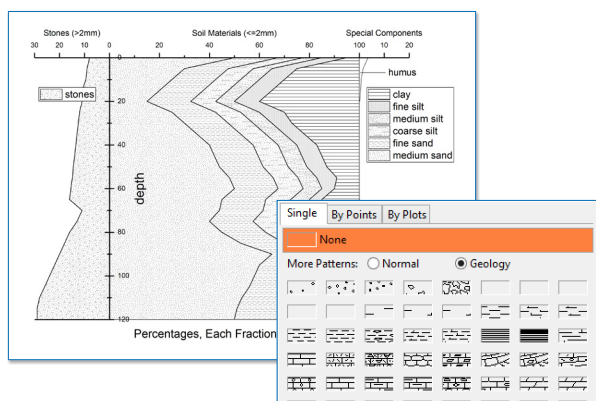 Stones (>2mm) Soil Materials (<=2mm) Special Components
30 20 10 0 20 40 60 80 100 10 20
0
humus
stones
clay
fine silt
medium silt
coarse silt
fine sand
medium sand
20
40
depth
60
80
100
120
Percentages, Each Fraction
Single By Points By Plots
None
More Patterns: Normal Geology